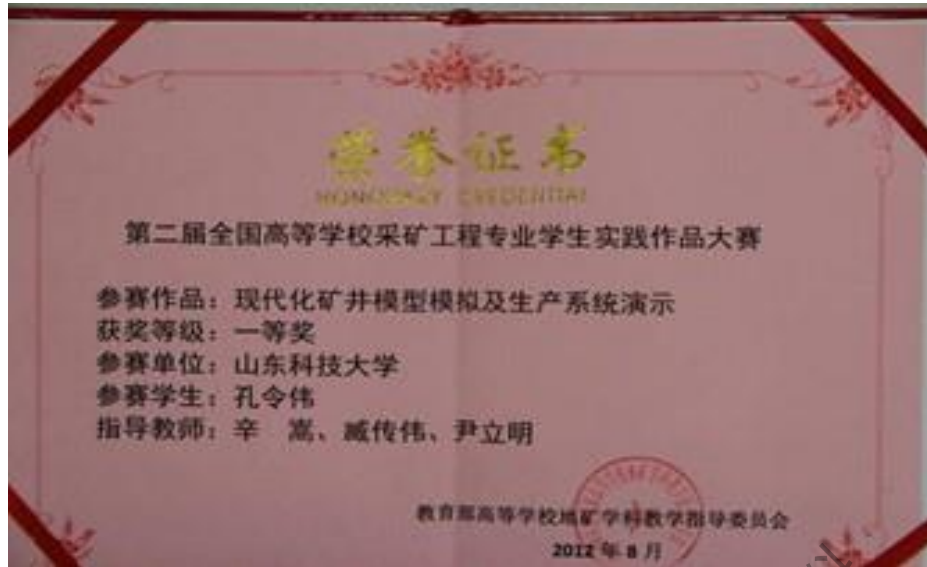 荣誉证书
HONORARY CREDENTIAL
第二届全国高等学校采矿工程专业学生实践作品大赛
参赛作品：现代化矿井模型模拟及生产系统演示
获奖等级：一等奖
参赛单位：山东科技大学
参赛学生：孔令伟
指导教师：辛 嵩、臧传伟、尹立明
教育部高等学校地矿学科教学指导委员会
2012 年 8 月